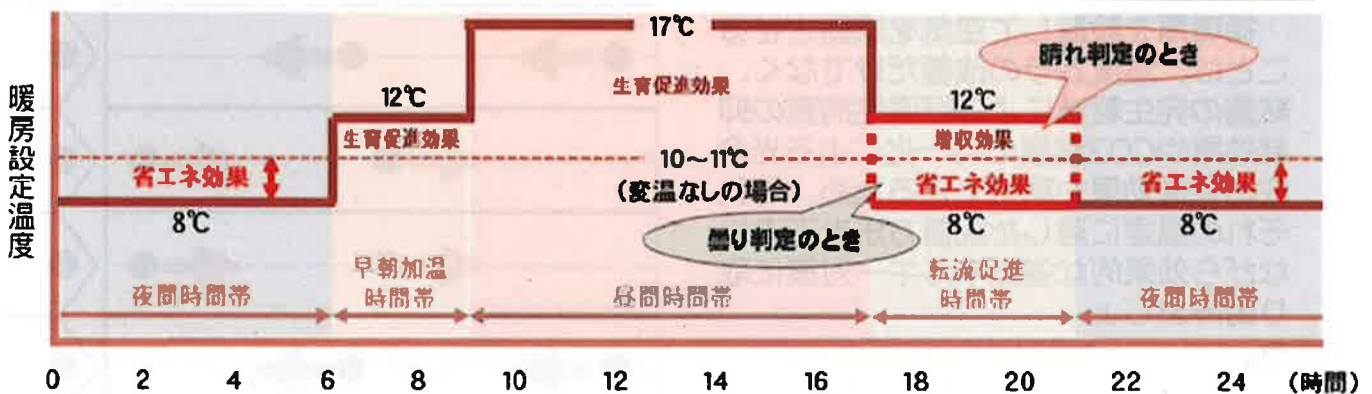 暖房設定温度
17℃
晴れ判定のとき
生育促進効果
12℃
12℃
生育促進効果
増収効果
10～11℃
(変温なしの場合)
省エネ効果
省エネ効果
省エネ効果
8℃
8℃
8℃
曇り判定のとき
夜間時間帯
早朝加温
時間帯
昼間時間帯
転流促進
時間帯
夜間時間帯
0 2 4 6 8 10 12 14 16 18 20 22 24 (時間)